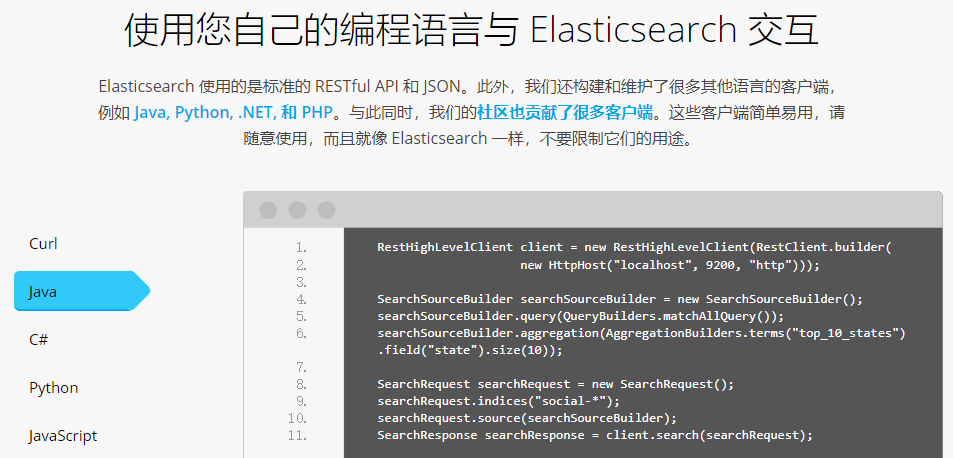 使用您自己的编程语言与 Elasticsearch 交互
Elasticsearch 使用的是标准的 RESTful API 和 JSON。此外，我们还构建和维护了很多其他语言的客户端，
例如 Java, Python, .NET, 和 PHP。与此同时，我们的社区也贡献了很多客户端。这些客户端简单易用，请
随意使用，而且就像 Elasticsearch 一样，不要限制它们的用途。
Curl
Java
C#
Python
JavaScript
1. RestHighLevelClient client = new RestHighLevelClient(RestClient.builder(
2. new HttpHost("localhost", 9200, "http")));
3.
4. SearchSourceBuilder searchSourceBuilder = new SearchSourceBuilder();
5. searchSourceBuilder.query(QueryBuilders.matchAllQuery());
6. searchSourceBuilder.aggregation(AggregationBuilders.terms("top_10_states")
.field("state").size(10));
7.
8. SearchRequest searchRequest = new SearchRequest();
9. searchRequest.indices("social-*");
10. searchRequest.source(searchSourceBuilder);
11. SearchResponse searchResponse = client.search(searchRequest);